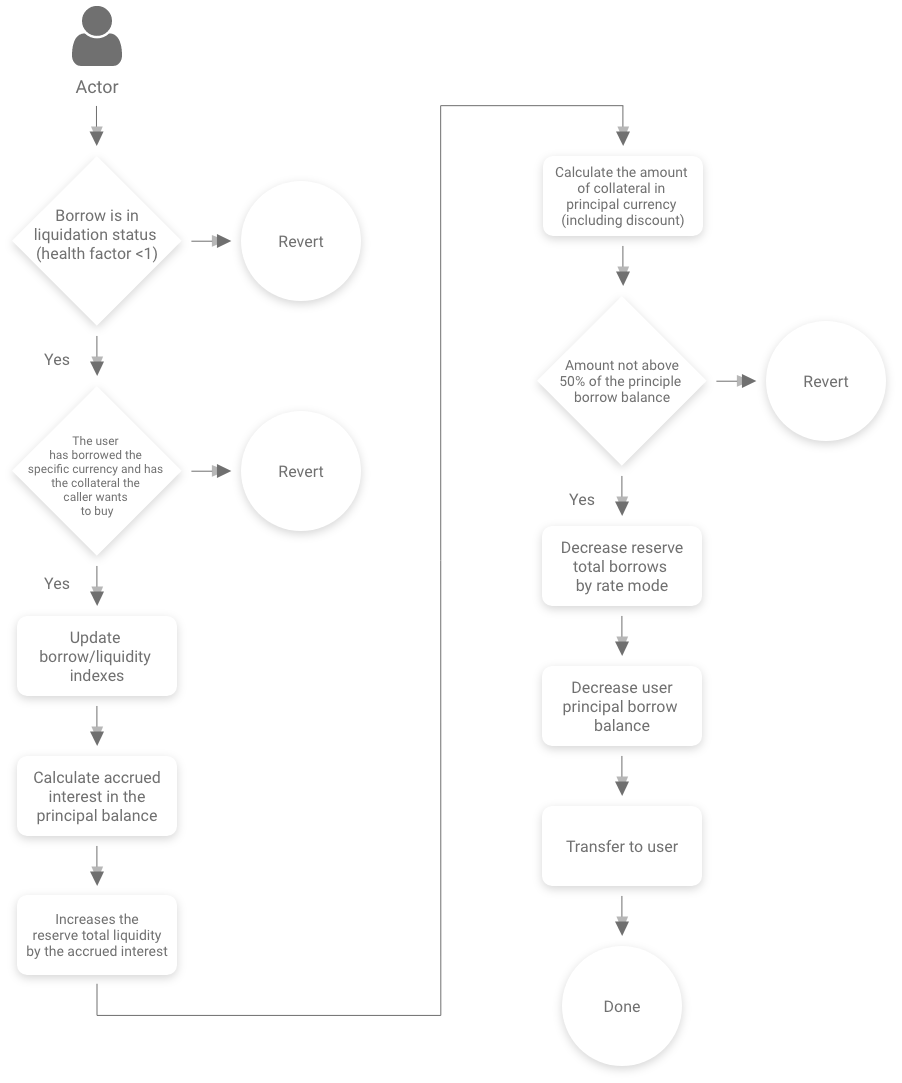 Actor
Borrow is in
liquidation status
(health factor <1)
Revert
Yes
The user
has borrowed the
specific currency and has
the collateral the
caller wants
to buy
Revert
Yes
Update
borrow/liquidity
indexes
Calculate accrued
interest in the
principal balance
Increases the
reserve total liquidity
by the accrued interest
Calculate the amount
of collateral in
principal currency
(including discount)
Amount not above
50% of the principle
borrow balance
Revert
Yes
Decrease reserve
total borrows
by rate mode
Decrease user
principal borrow
balance
Transfer to user
Done